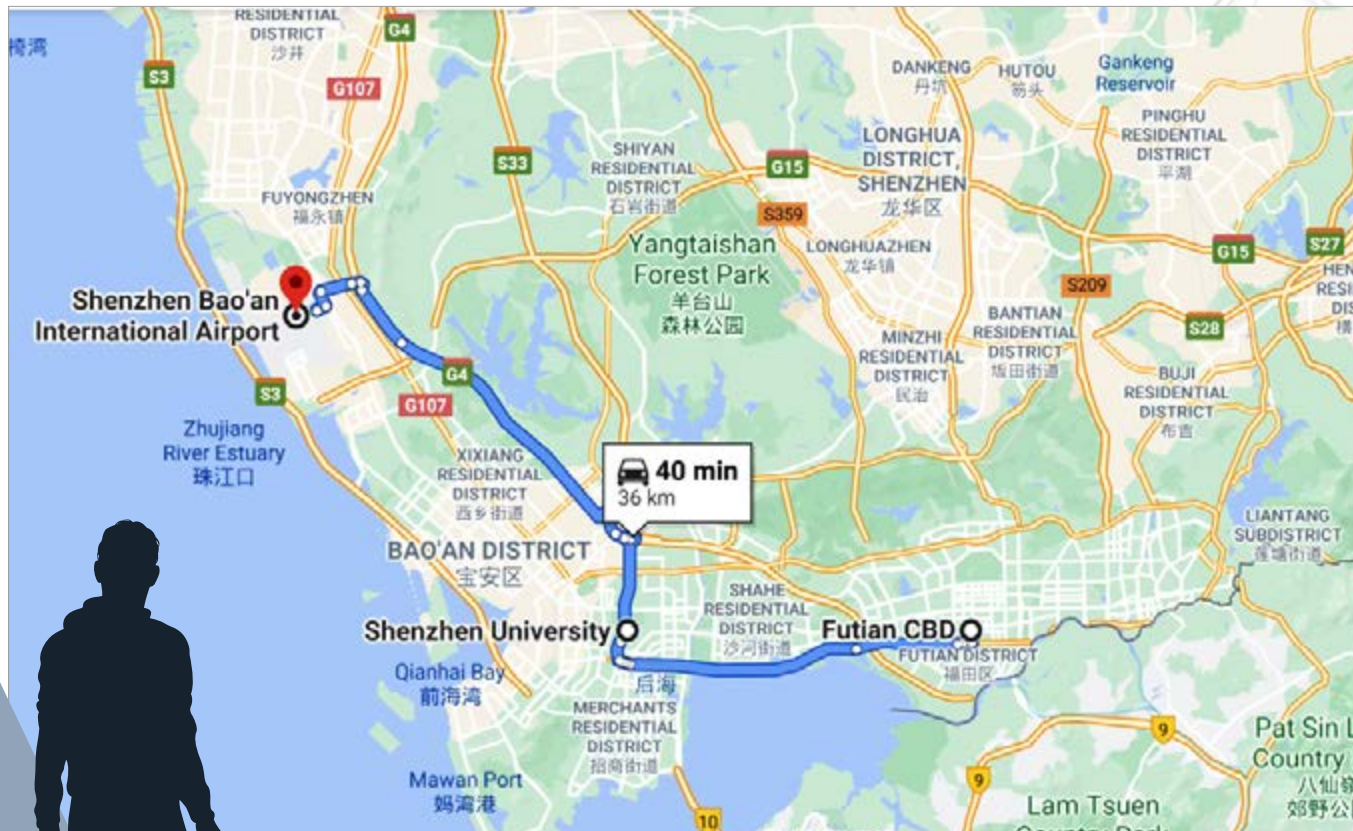 RESIDENTIAL
DISTRICT
沙井
G4
S3
G107
S33
SHIYAN
RESIDENTIAL
DISTRICT
石岩街道
FUYONGZHEN
福永镇
DANKENG
丹坑
HUTOU
Gankeng
Reservoir
PINGHU
RESIDENTIAL
DISTRICT
平湖
LONGHUA
DISTRICT,
SHENZHEN
龙华区
G15
S359
LONGHUAZHEN
龙华镇
Yangtaishan
Forest Park
羊台山
森林公园
G15
S27
S209
S28
BANTIAN
RESIDENTIAL
DISTRICT
坂田街道
MINZHI
RESIDENTIAL
DISTRICT
民治
BUJI
RESIDENTIAL
DISTRICT
布吉
Shenzhen Bao'an
International Airport
G4
S3
G107
Zhujiang
River Estuary
珠江口
XIXIANG
RESIDENTIAL
DISTRICT
西乡街道
40 min
36 km
BAO'AN DISTRICT
宝安区
LIANTANG
SUBDISTRICT
莲塘街道
SHAHE
RESIDENTIAL
DISTRICT
沙河街道
Shenzhen University
Futian CBD
FUTIAN DISTRICT
福田区
Qianhai Bay
前海湾
后海
MERCHANTS
RESIDENTIAL
DISTRICT
招商街道
Mawan Port
妈湾港
10
9
9
Pat Sin L
Country
八仙嶺
郊野公
Lam Tsuen